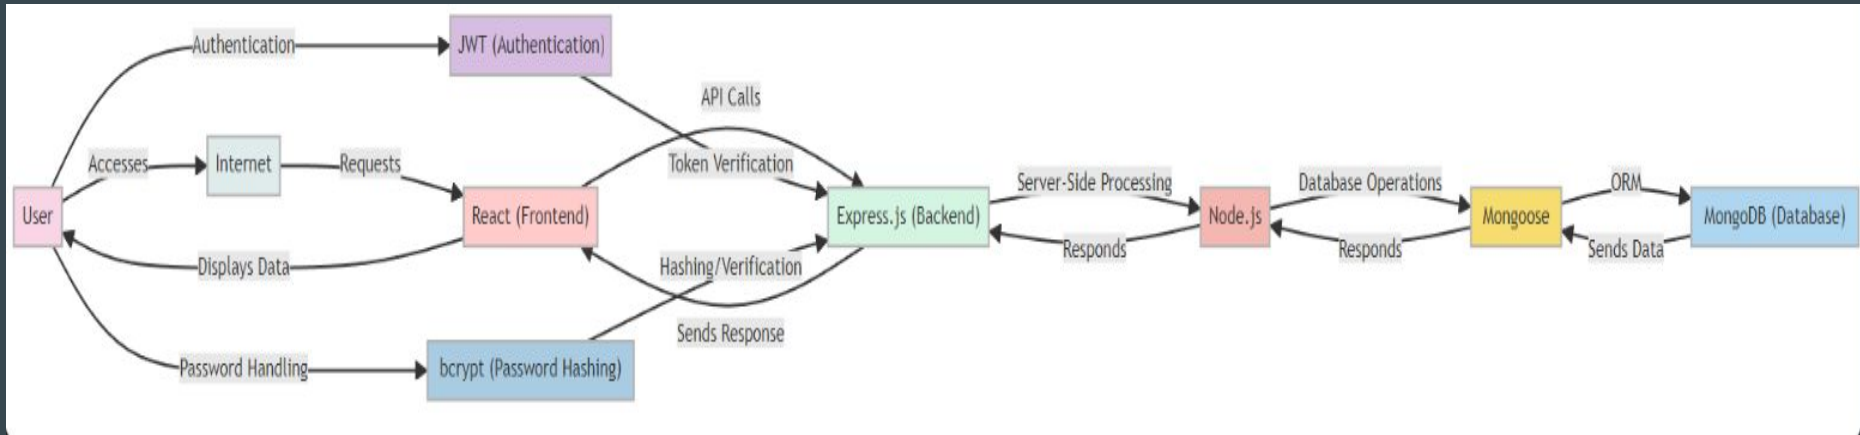 Authentication
JWT (Authentication)
API Calls
Accesses
Internet
Requests
Token Verification
Server-Side Processing
Database Operations
ORM
User
React (Frontend)
Express.js (Backend)
Node.js
Mongoose
MongoDB (Database)
Displays Data
Hashing/Verification
Responds
Responds
Sends Data
Sends Response
Password Handling
bcrypt (Password Hashing)